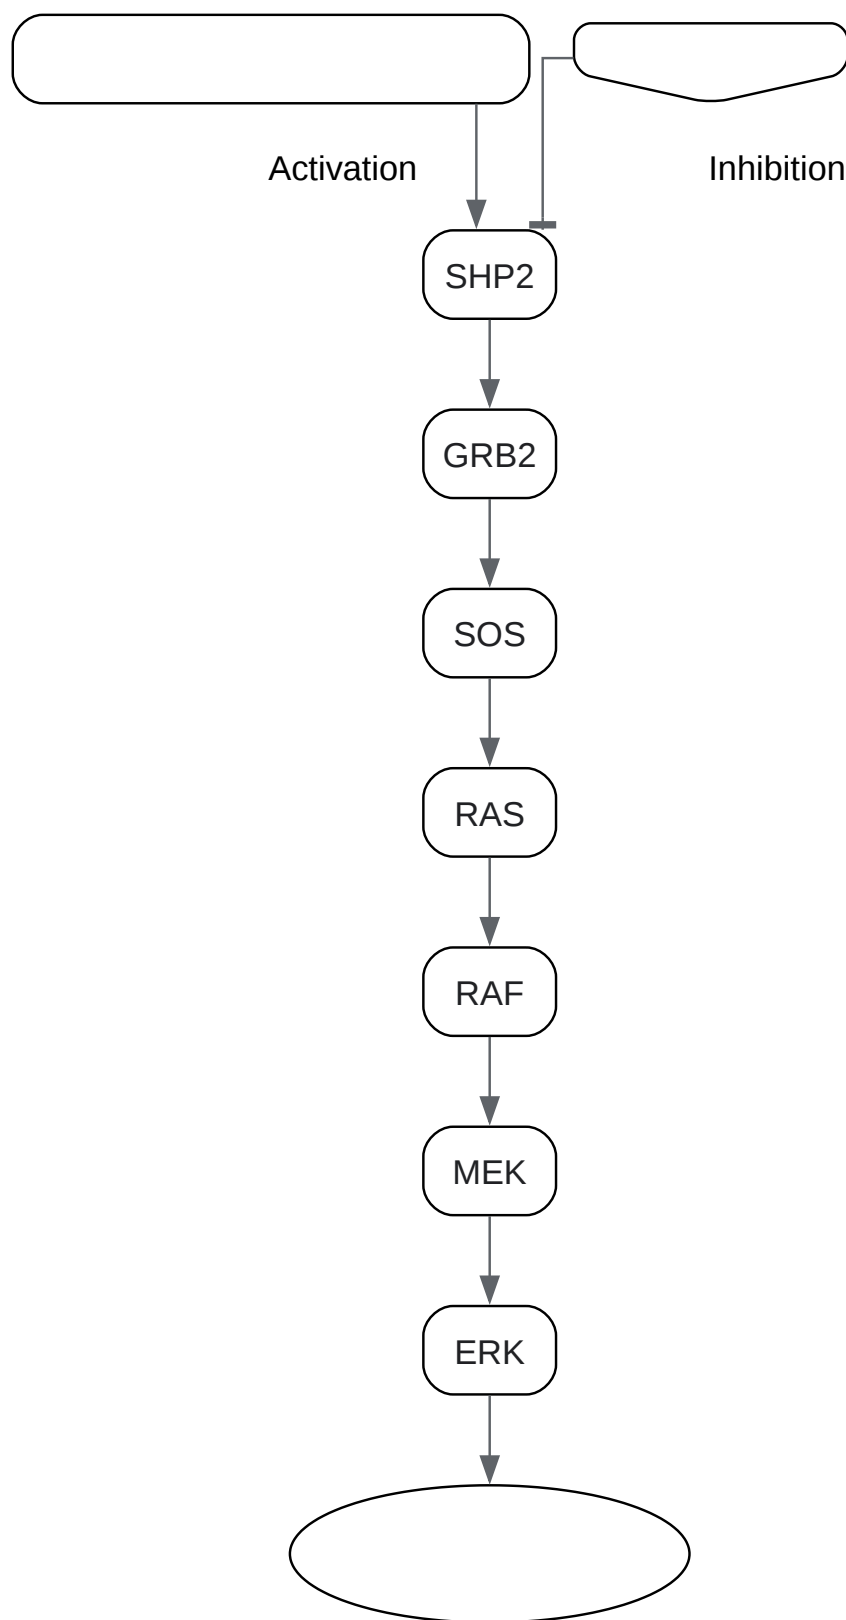 Activation
Inhibition
SHP2
GRB2
SOS
RAS
RAF
MEK
ERK